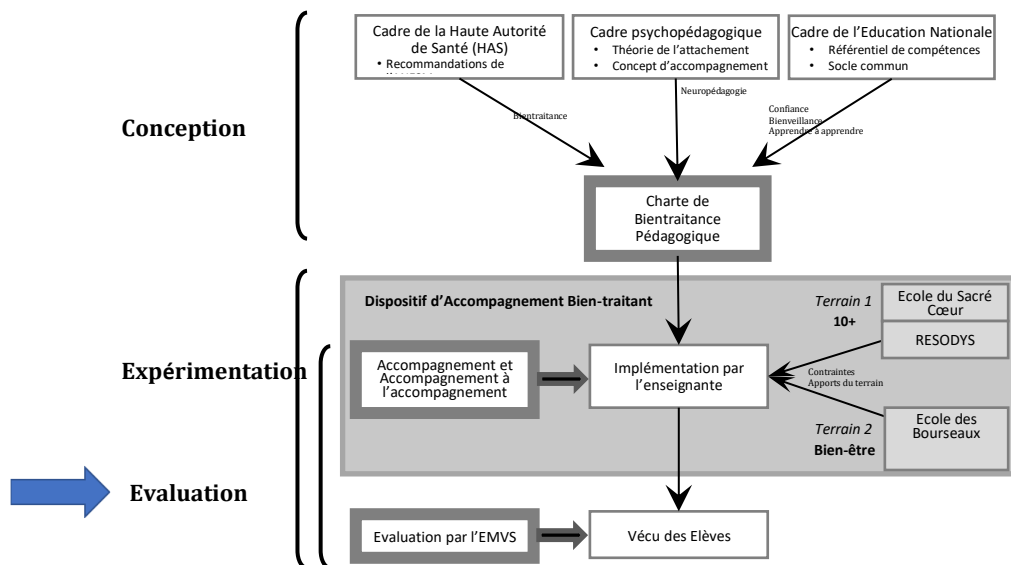 Cadre de la Haute Autorité
de Santé (HAS)
• Recommandations de
Cadre psychopédagogique
• Théorie de l'attachement
• Concept d'accompagnement
Cadre de l'Education Nationale
• Référentiel de compétences
• Socle commun
Conception
Bientraitance
Neuropédagogie
Confiance
Bienveillance
Apprendre à apprendre
Charte de
Bientraitance
Pédagogique
Expérimentation
Dispositif d'Accompagnement Bien-traitant
Terrain 1
10+
Ecole du Sacré
Cœur
RESODYS
Accompagnement et
Accompagnement à
l'accompagnement
Implémentation par
l'enseignante
Contraintes
Apports du terrain
Terrain 2
Bien-être
Ecole des
Bourseaux
Evaluation
Evaluation par l'EMVS
Vécu des Elèves